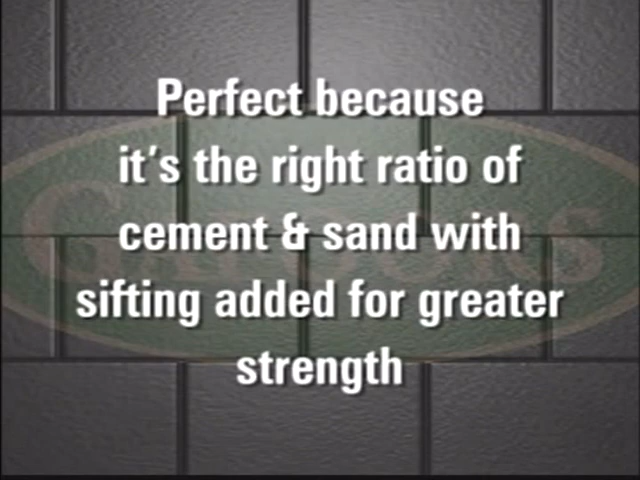 Perfect because
it's the right ratio of
cement & sand with
sifting added for greater
strength